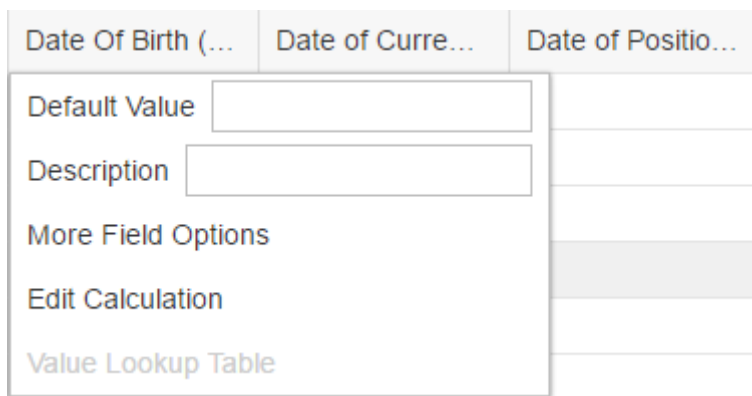 Date Of Birth (... Date of Curre... Date of Positio...
Default Value
Description
More Field Options
Edit Calculation
Value Lookup Table